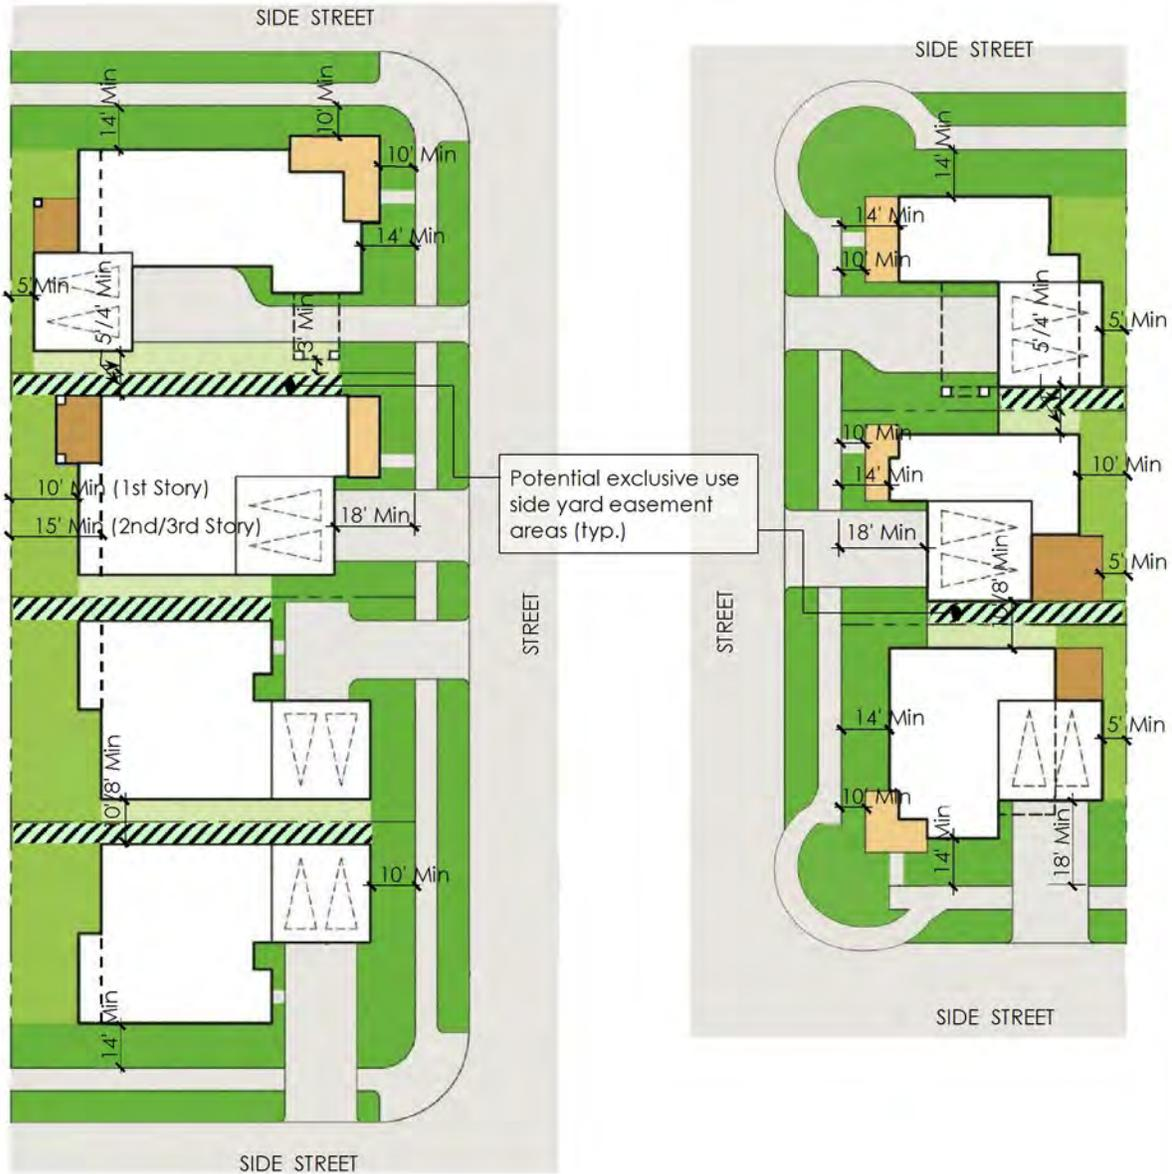 SIDE STREET
14' Min
10' Min
10' Min
14' Min
5' Min
5'/4' Min
3' Min
10' Min (1st Story)
15' Min (2nd/3rd Story)
18' Min
10'/8' Min
10' Min
14' Min
SIDE STREET
STREET
Potential exclusive use
side yard easement
areas (typ.)
SIDE STREET
14' Min
14' Min
10' Min
5'/4' Min
5' Min
10' Min
14' Min
10' Min
18' Min
10'/8' Min
5' Min
STREET
14' Min
5' Min
10' Min
14' Min
18' Min
SIDE STREET